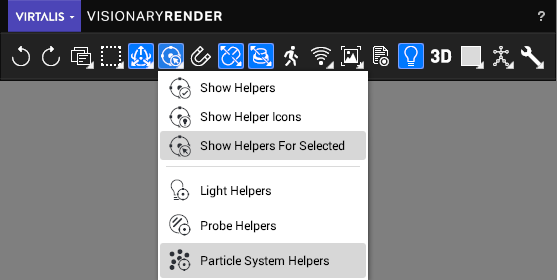 VIRTALIS VISIONARYRENDER ?
3D
Show Helpers
Show Helper Icons
Show Helpers For Selected
Light Helpers
Probe Helpers
Particle System Helpers